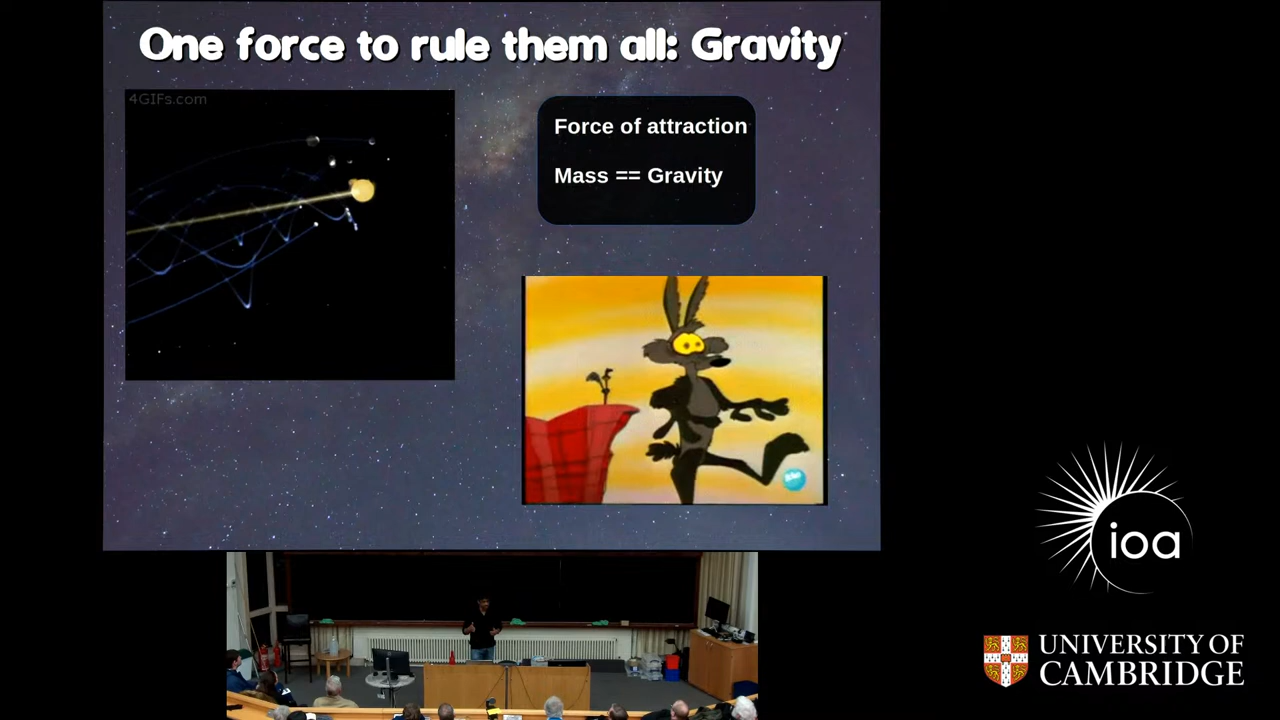 One force to rule them all: Gravity
4GIFs.com
Force of attraction
Mass == Gravity
ioa
UNIVERSITY OF
CAMBRIDGE